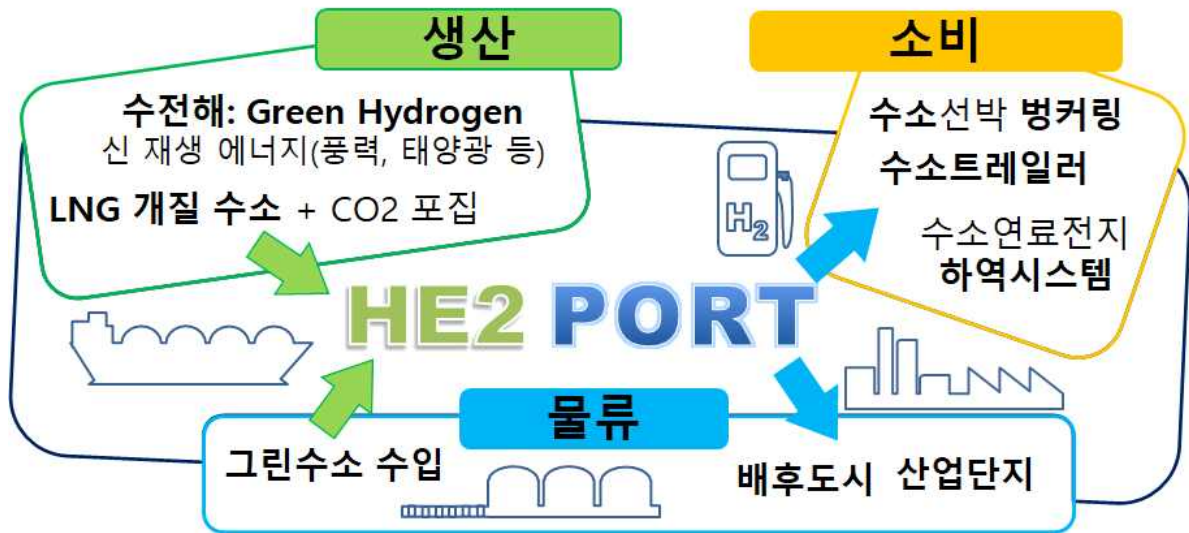 생산
수전해: Green Hydrogen
신 재생 에너지(풍력, 태양광 등)
LNG 개질 수소 + CO2 포집
소비
수소선박 벙커링
수소트레일러
수소연료전지
하역시스템
H2
HE2 PORT
물류
그린수소 수입
배후도시 산업단지